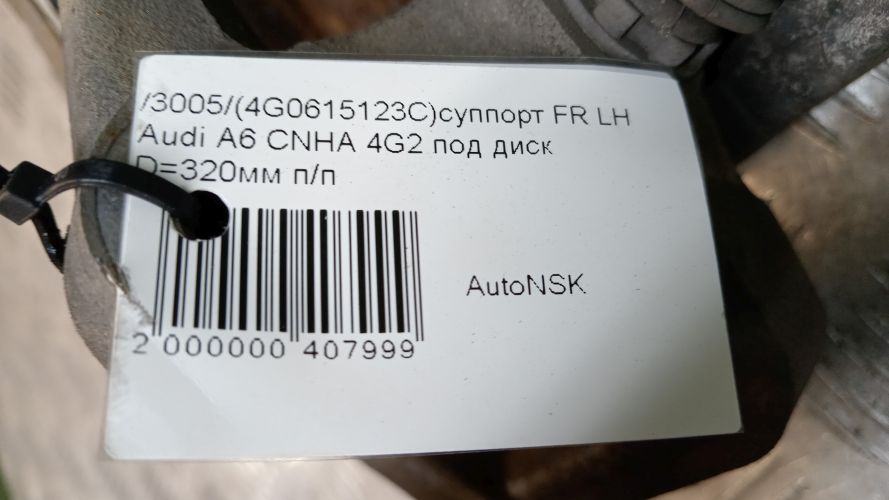 /3005/(4G0615123C)суппорт FR LH
Audi A6 CNHA 4G2 под диск
D=320мм п/п
AutoNSK
2 000000 407999